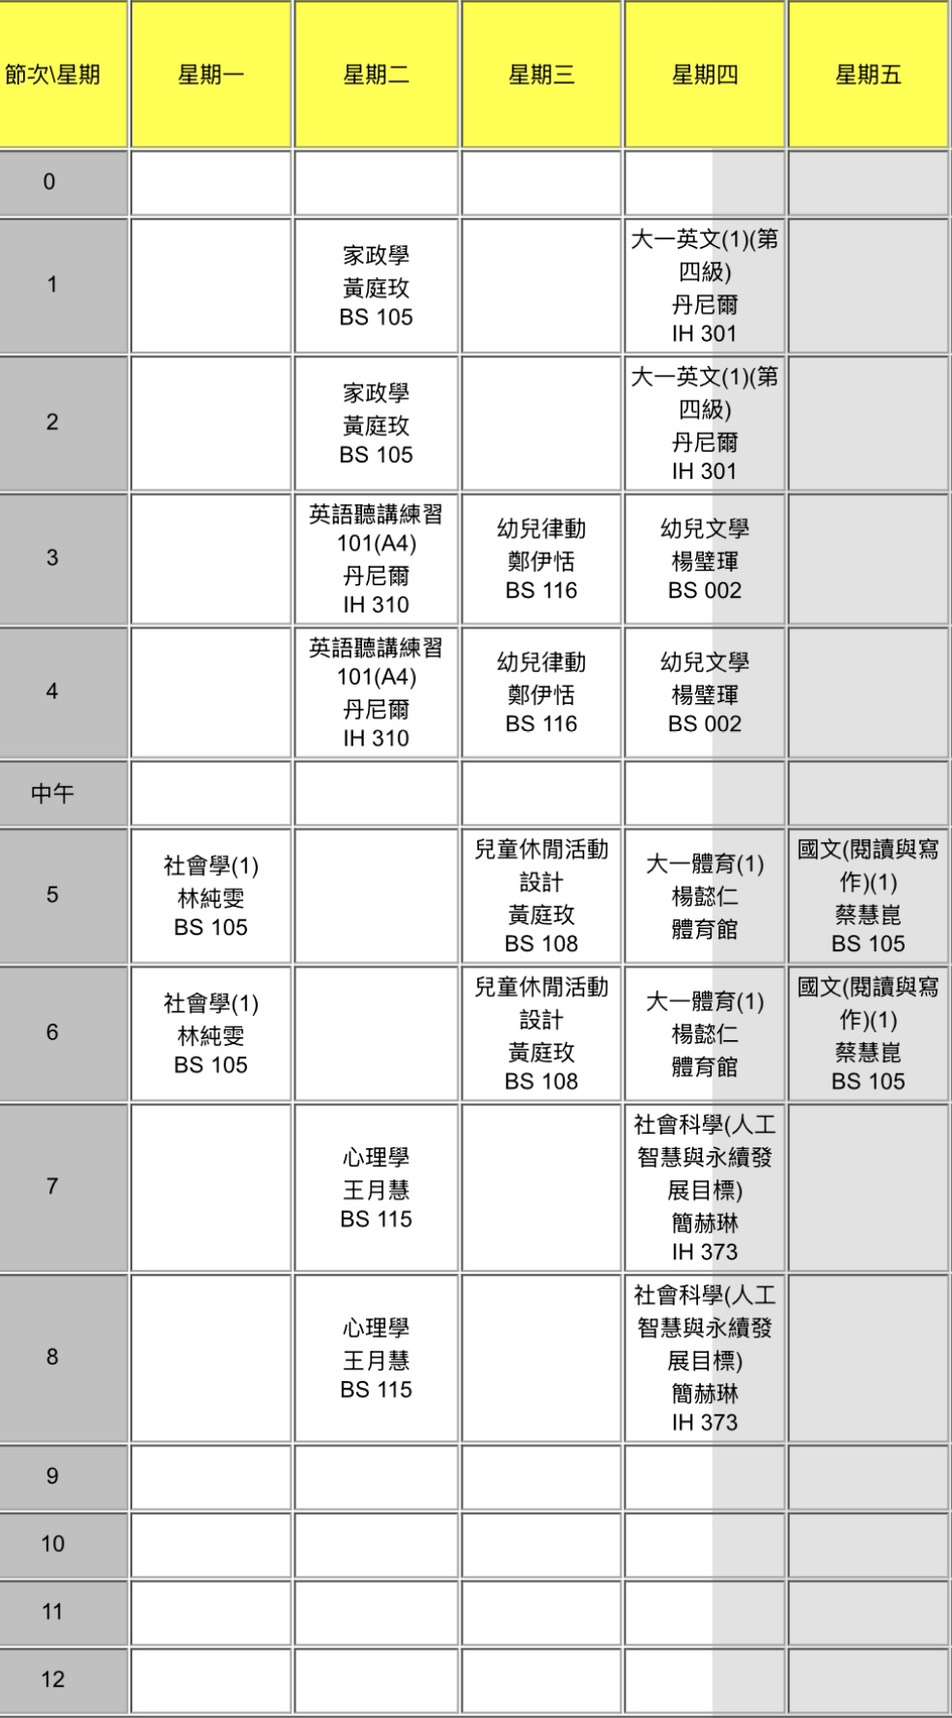 節次\星期 星期一 星期二 星期三 星期四 星期五
0
1
家政學
黃庭玫
BS 105
大一英文(1)(第
四級)
丹尼爾
IH 301
2
家政學
黃庭玫
BS 105
大一英文(1)(第
四級)
丹尼爾
IH 301
3
英語聽講練習
101(A4)
丹尼爾
IH 310
幼兒律動
鄭伊恬
BS 116
幼兒文學
楊璧琿
BS 002
4
英語聽講練習
101(A4)
丹尼爾
IH 310
幼兒律動
鄭伊恬
BS 116
幼兒文學
楊璧琿
BS 002
中午
5
社會學(1)
林純雯
BS 105
兒童休閒活動
設計
黃庭玫
BS 108
大一體育(1)
楊懿仁
體育館
國文(閱讀與寫
作)(1)
蔡慧崑
BS 105
6
社會學(1)
林純雯
BS 105
兒童休閒活動
設計
黃庭玫
BS 108
大一體育(1)
楊懿仁
體育館
國文(閱讀與寫
作)(1)
蔡慧崑
BS 105
7
心理學
王月慧
BS 115
社會科學(人工
智慧與永續發
展目標)
簡赫琳
IH 373
8
心理學
王月慧
BS 115
社會科學(人工
智慧與永續發
展目標)
簡赫琳
IH 373
9
10
11
12